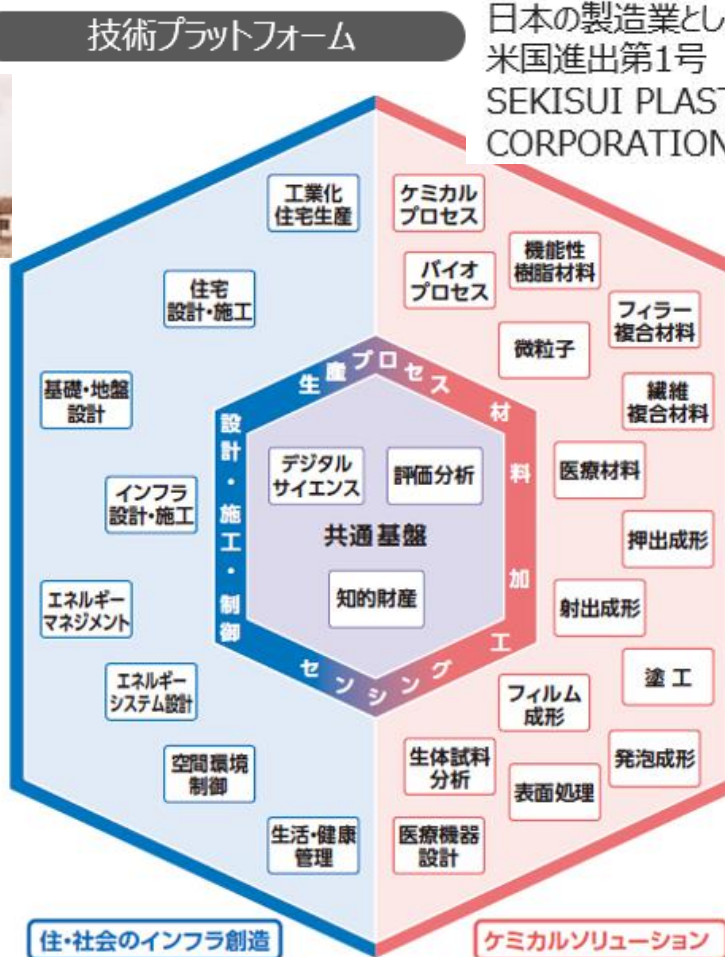 技術プラットフォーム
日本の製造業とし
米国進出第1号
SEKISUI PLAST
CORPORATION
工業化
住宅生産
住宅
設計・施工
基礎・地盤
設計
インフラ
設計・施工
エネルギー
マネジメント
エネルギー
システム設計
空間環境
制御
生活・健康
管理
ケミカル
プロセス
バイオ
プロセス
機能性
樹脂材料
微粒子
フィラー
複合材料
繊維
複合材料
医療材料
押出成形
射出成形
塗工
フィルム
成形
発泡成形
生体試料
分析
表面処理
医療機器
設計
生産プロセス
材料
加工
センシング
設計・施工・制御
デジタル
サイエンス
評価分析
共通基盤
知的財産
住・社会のインフラ創造
ケミカルソリューション